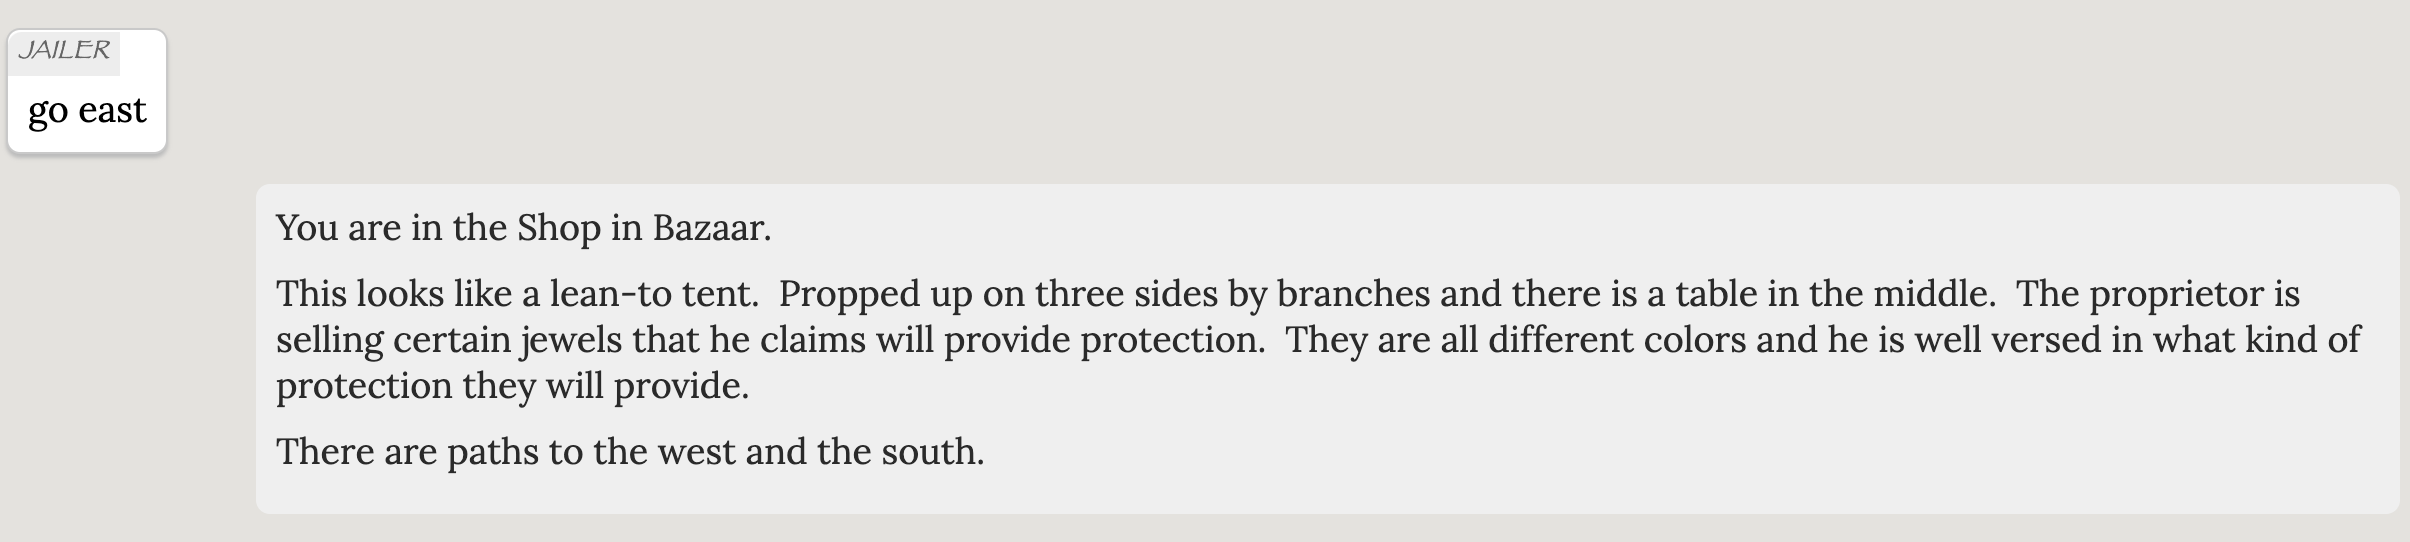 JAILER
go east
You are in the Shop in Bazaar.
This looks like a lean-to tent.  Propped up on three sides by branches and there is a table in the middle.  The proprietor is
selling certain jewels that he claims will provide protection.  They are all different colors and he is well versed in what kind of
protection they will provide.
There are paths to the west and the south.